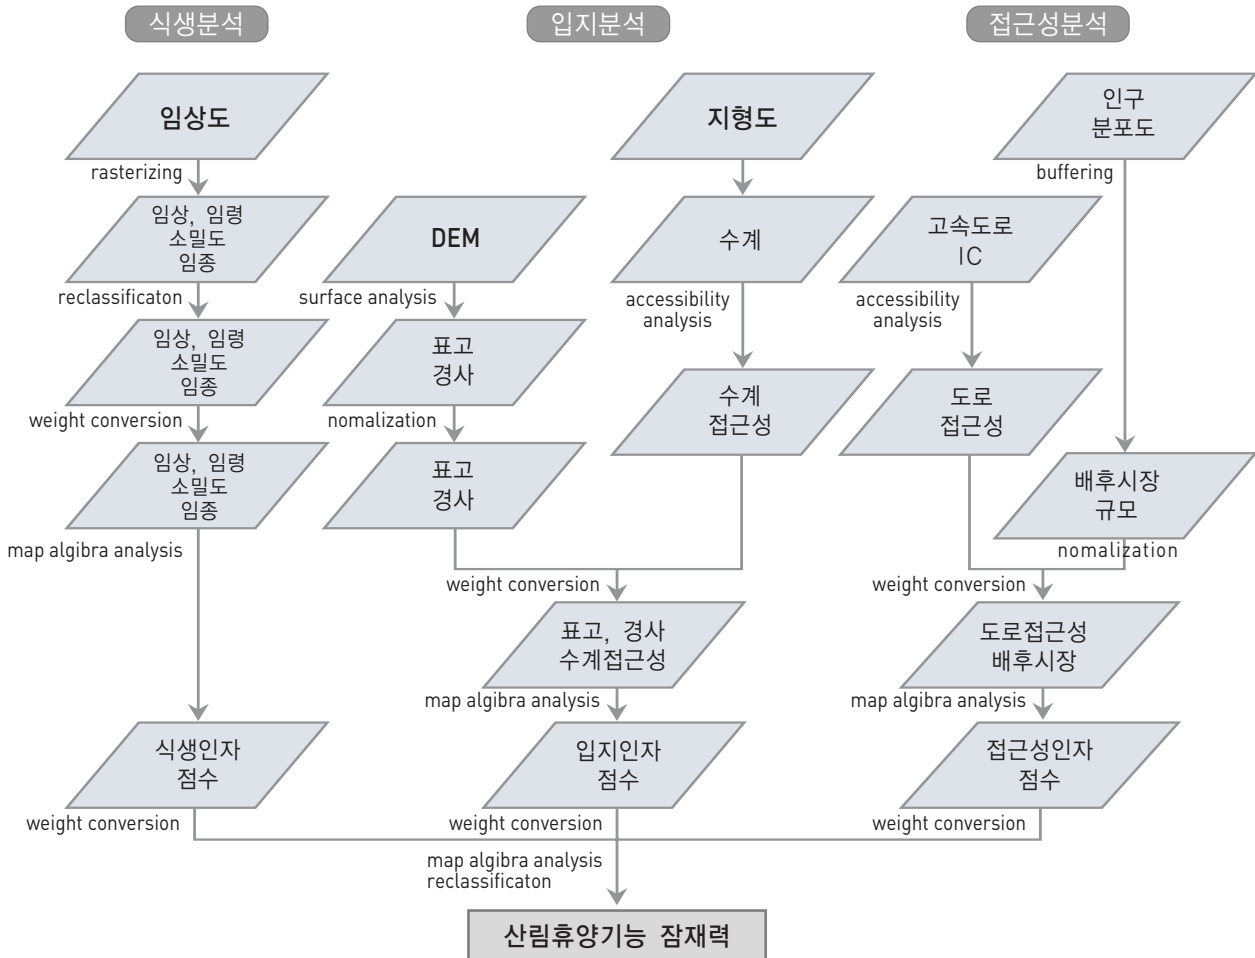 식생분석
입지분석
접근성분석
임상도
지형도
인구
분포도
rasterizing
buffering
임상, 임령
소밀도
임종
DEM
수계
고속도로
IC
reclassificaton
surface analysis
accessibility
analysis
accessibility
analysis
임상, 임령
소밀도
임종
표고
경사
수계
접근성
도로
접근성
weight conversion
nomalization
임상, 임령
소밀도
임종
표고
경사
배후시장
규모
map algibra analysis
nomalization
weight conversion
weight conversion
표고, 경사
수계접근성
도로접근성
배후시장
map algibra analysis
map algibra analysis
식생인자
점수
입지인자
점수
접근성인자
점수
weight conversion
weight conversion
weight conversion
map algibra analysis
reclassificaton
산림휴양기능 잠재력